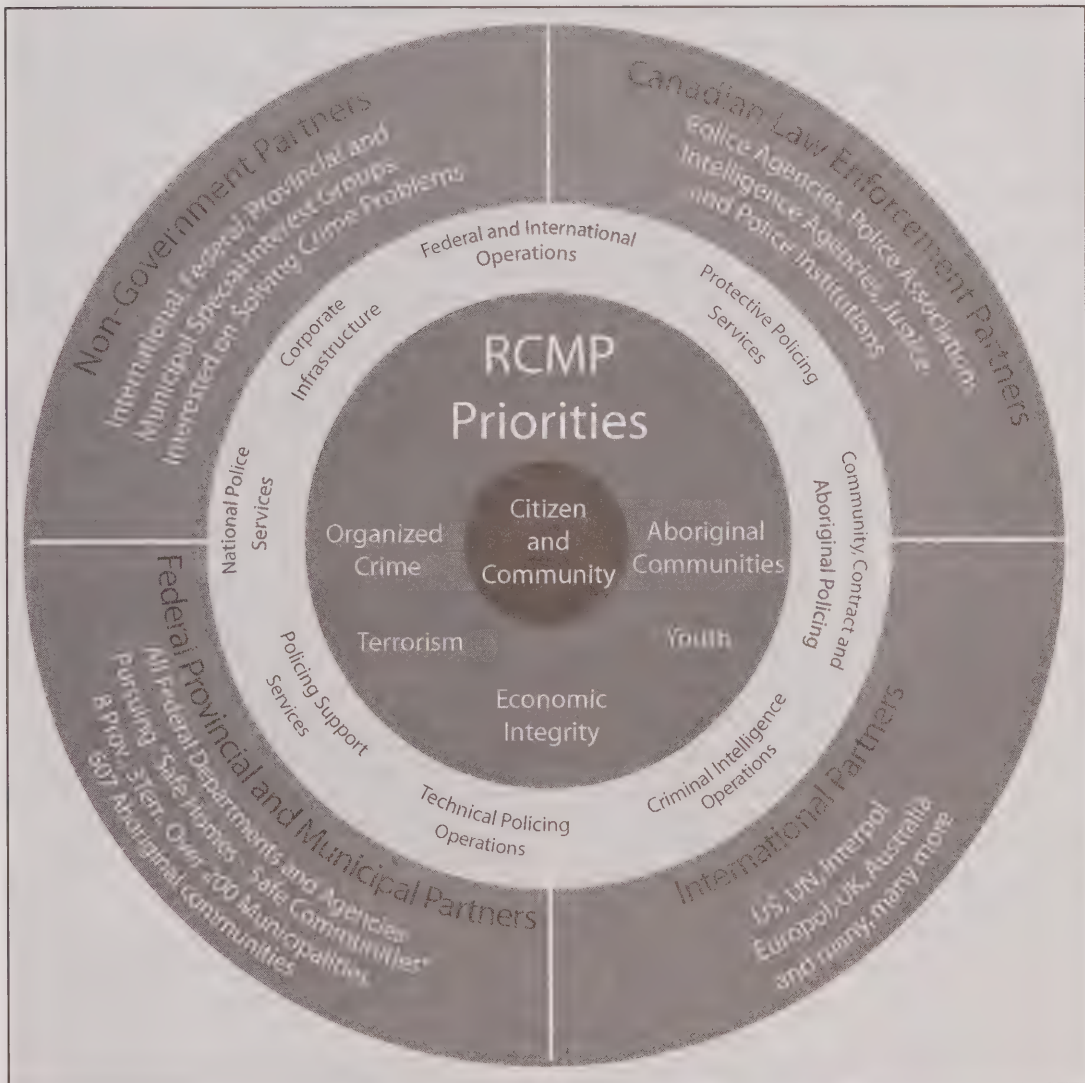 Non-Government Partners
International, Federal, Provincial and
Municipal Special-Interest Groups
Interested on Solving Crime Problems
Canadian Law Enforcement Partners
Police Agencies, Police Association,
Intelligence Agencies, Justice
and Police Institutions
Federal and International
Operations
Protective Policing
Services
Community, Contract and
Aboriginal Policing
Criminal Intelligence
Operations
Technical Policing
Operations
Policing Support
Services
National Police
Services
Corporate
Infrastructure
RCMP
Priorities
Citizen
and
Community
Organized
Crime
Aboriginal
Communities
Terrorism
Youth
Economic
Integrity
Federal Provincial and Municipal Partners
All Federal Departments and Agencies
Pursuing "Safe Homes - Safe Communities"
8 Prov., 3 Terr., Over 200 Municipalities,
607 Aboriginal communities
International Partners
US, UN, Interpol
Europol, UK, Australia
and many, many more